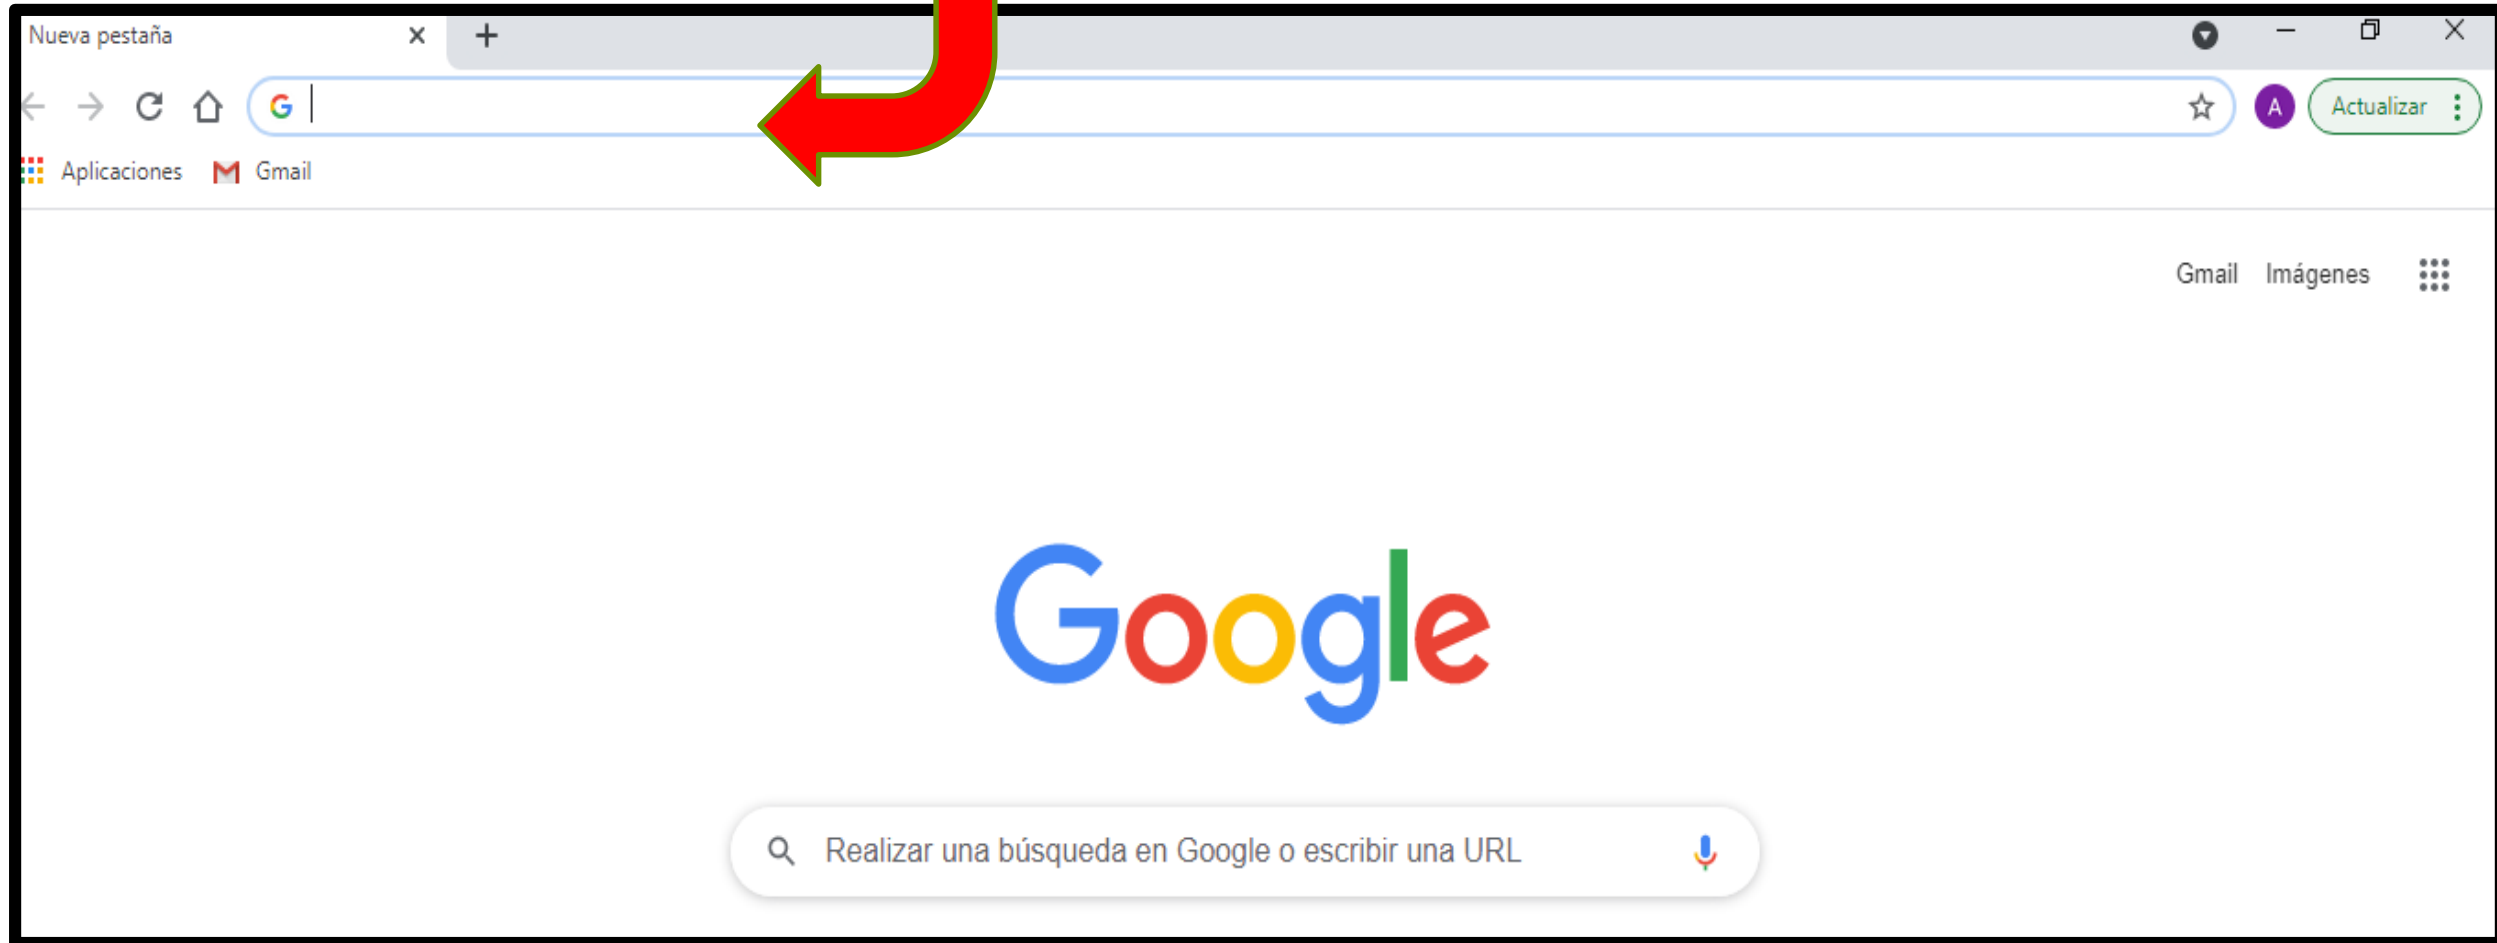 Nueva pestaña
G
A
Actualizar
Aplicaciones
Gmail
Gmail Imágenes
Google
Realizar una búsqueda en Google o escribir una URL